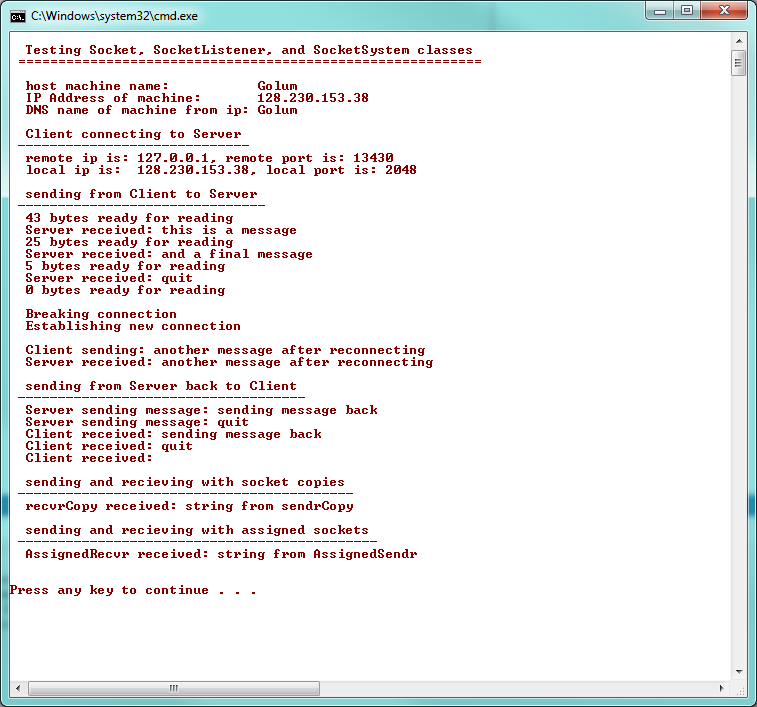 C:\Windows\system32\cmd.exe
Testing Socket, SocketListener, and SocketSystem classes
==========================================================
host machine name: Golum
IP Address of machine: 128.230.153.38
DNS name of machine from ip: Golum
Client connecting to Server
-----------------------------
remote ip is: 127.0.0.1, remote port is: 13430
local ip is:  128.230.153.38, local port is: 2048
sending from Client to Server
-------------------------------
43 bytes ready for reading
Server received: this is a message
25 bytes ready for reading
Server received: and a final message
5 bytes ready for reading
Server received: quit
0 bytes ready for reading
Breaking connection
Establishing new connection
Client sending: another message after reconnecting
Server received: another message after reconnecting
sending from Server back to Client
------------------------------------
Server sending message: sending message back
Server sending message: quit
Client received: sending message back
Client received: quit
Client received:
sending and recieving with socket copies
------------------------------------------
recvrCopy received: string from sendrCopy
sending and recieving with assigned sockets
---------------------------------------------
AssignedRecvr received: string from AssignedSendr
Press any key to continue . . .